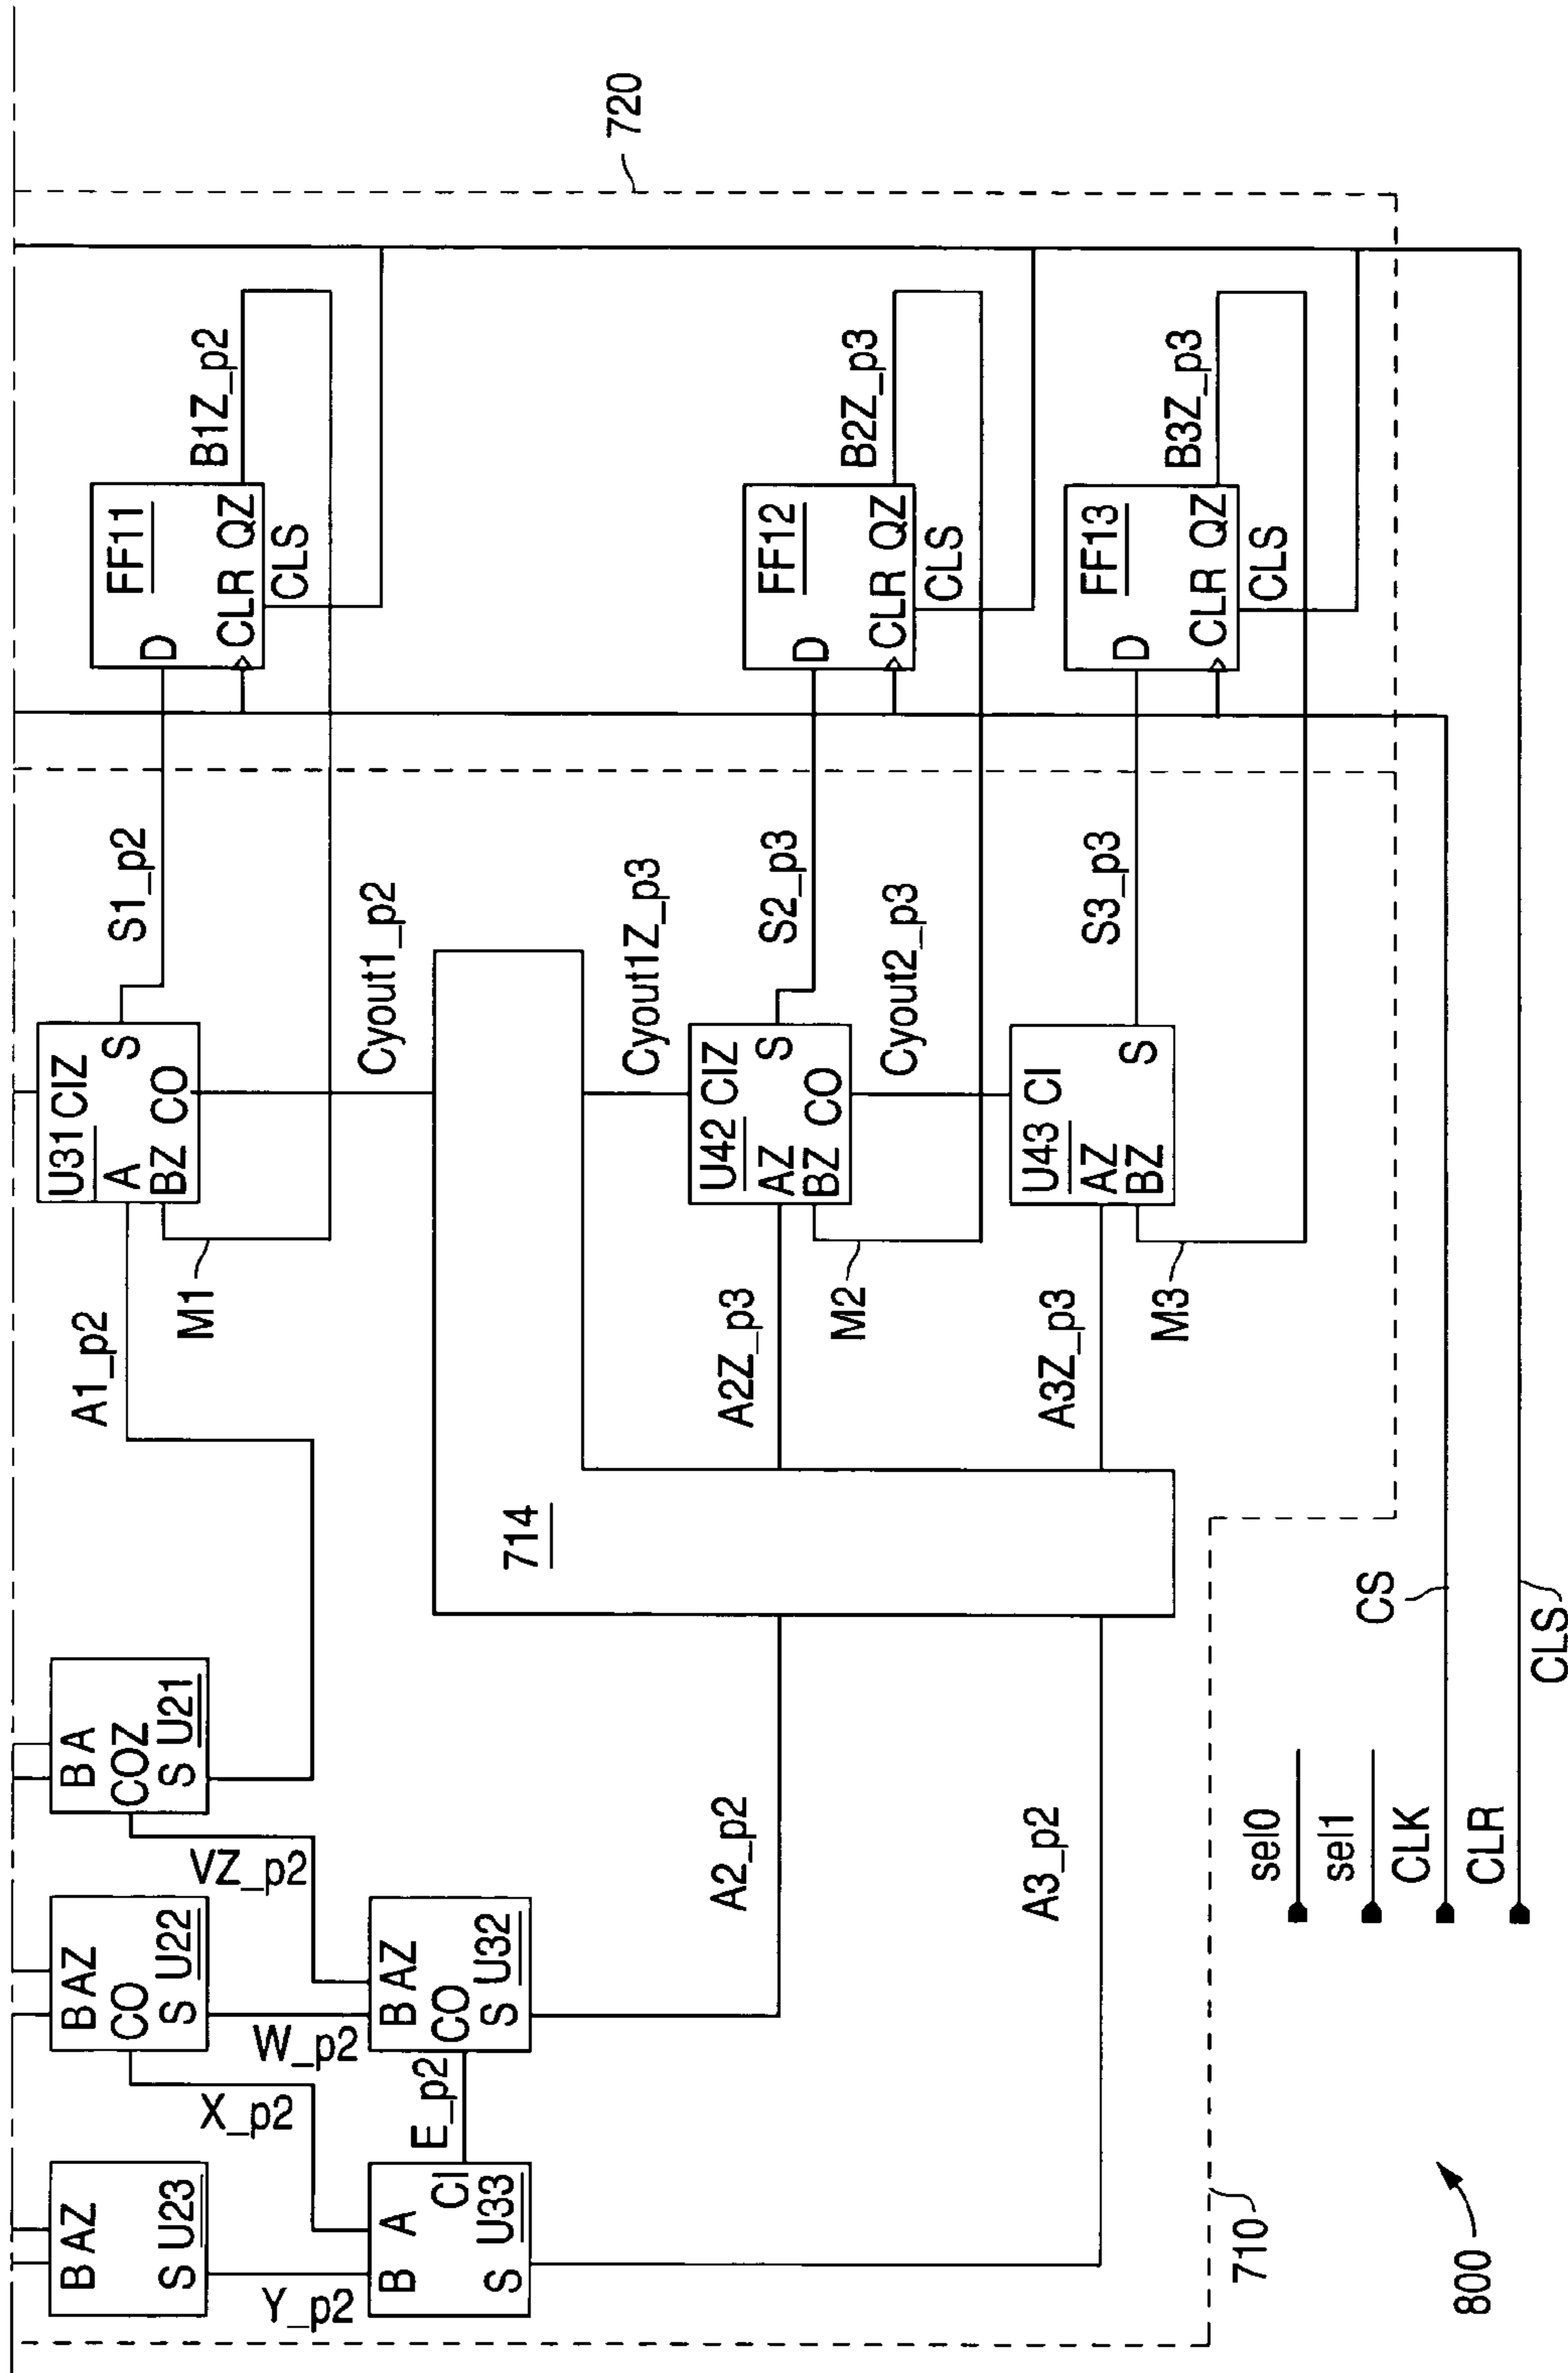 720
FF11
D
CLR QZ
CLS
B1Z_p2
FF12
D
CLR QZ
CLS
B2Z_p3
FF13
D
CLR QZ
CLS
B3Z_p3
S1_p2
Cyout1_p2
Cyout1Z_p3
S2_p3
Cyout2_p3
S3_p3
U31 CIZ
A
S
BZ CO
M1
A1_p2
U42 CIZ
AZ
S
BZ CO
M2
A2Z_p3
U43 CI
AZ
BZ
S
M3
A3Z_p3
714
B A
COZ
S U21
VZ_p2
B AZ
CO
S U22
W_p2
X_p2
B AZ
S U23
Y_p2
B AZ
CO
S U32
E_p2
B A
CI
S U33
A2_p2
A3_p2
sel0
sel1
CLK
CLR
CS
CLS
710
800